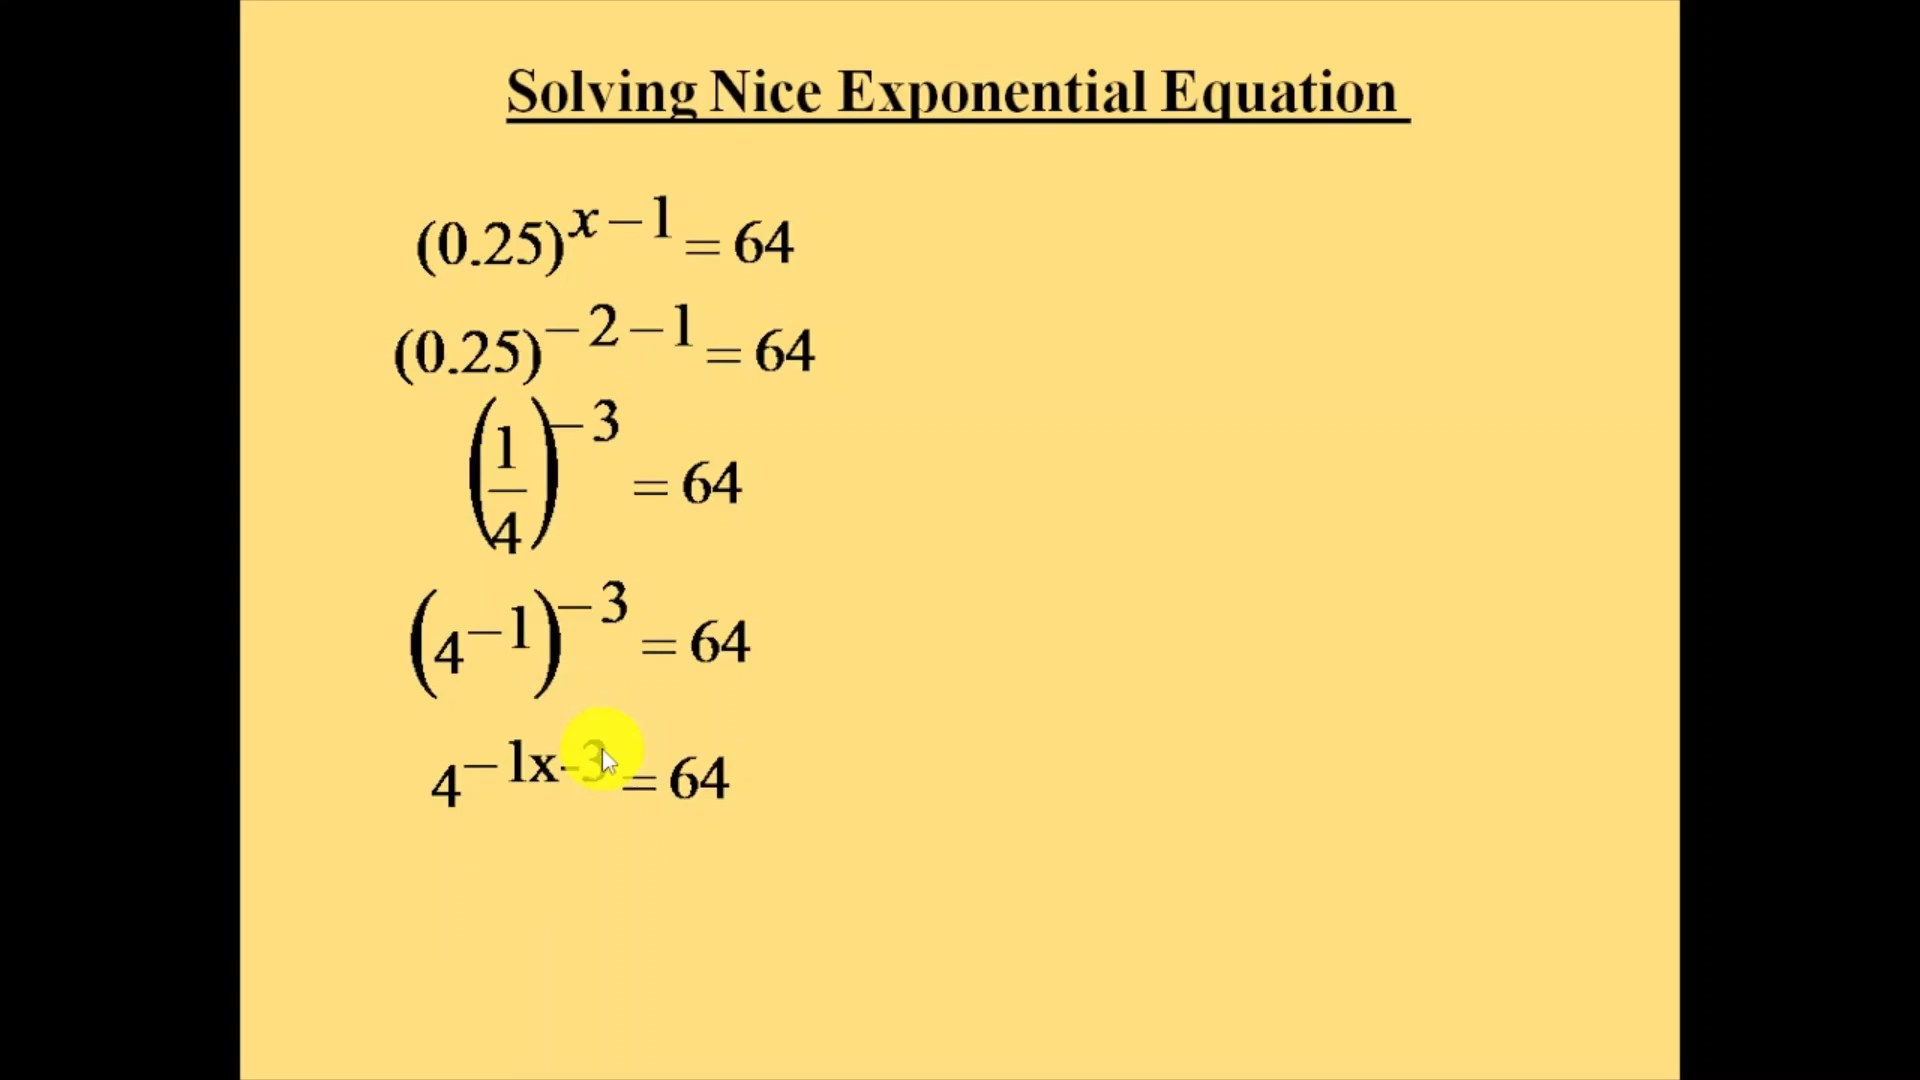 Solving Nice Exponential Equation
(0.25)^{x-1} = 64
(0.25)^{-2-1} = 64
(1/4)^{-3} = 64
(4^{-1})^{-3} = 64
4^{-1x-3} = 64